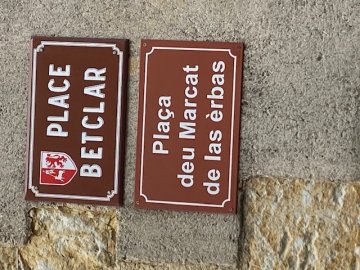 PLACE
BETCLAR
Plaça
deu Marcat
de las èrbas